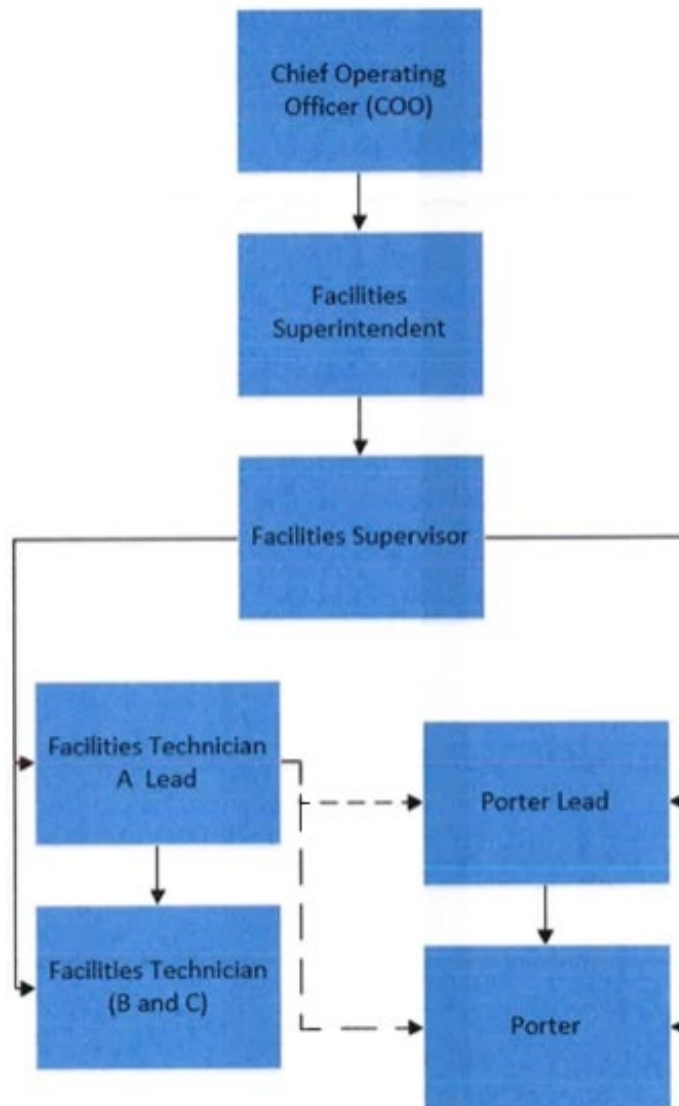 Chief Operating
Officer (COO)
Facilities
Superintendent
Facilities Supervisor
Facilities Technician
A Lead
Porter Lead
Facilities Technician
(B and C)
Porter